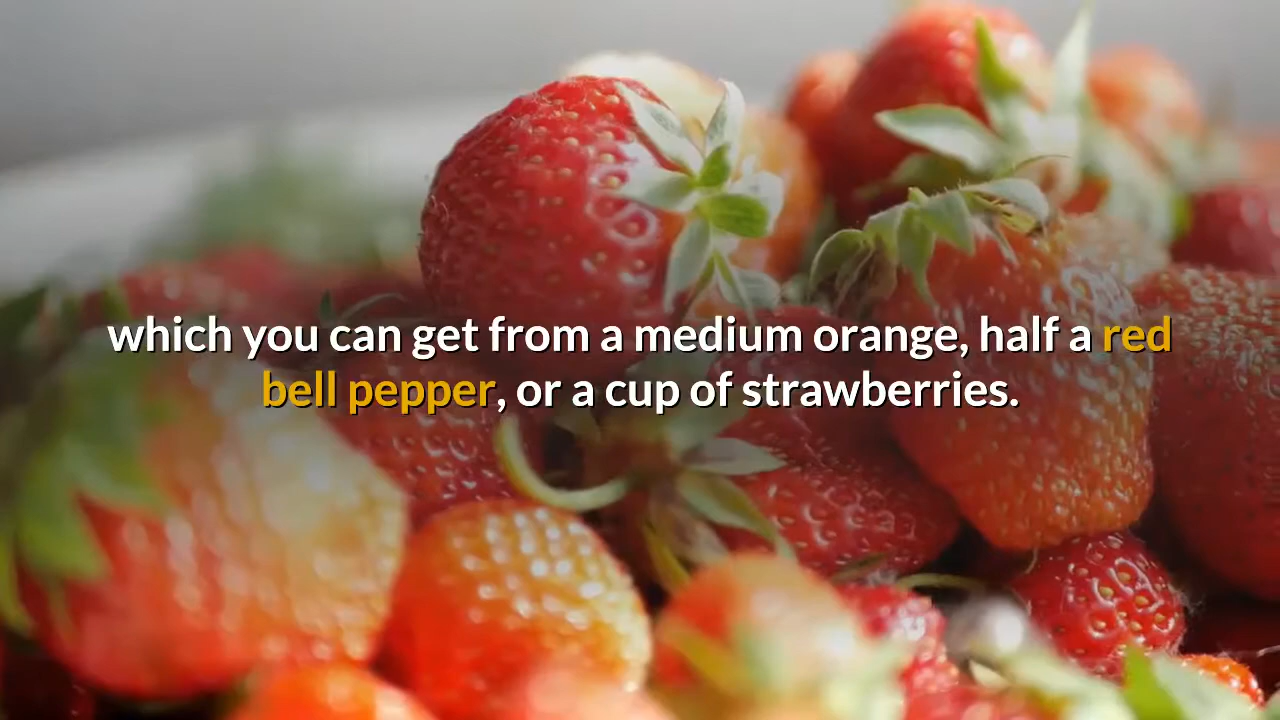 which you can get from a medium orange, half a red
bell pepper, or a cup of strawberries.